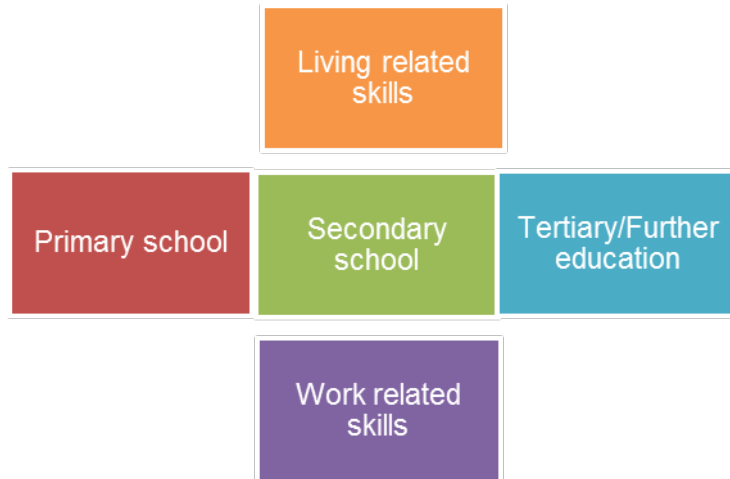 Living related
skills
Primary school
Secondary
school
Tertiary/Further
education
Work related
skills